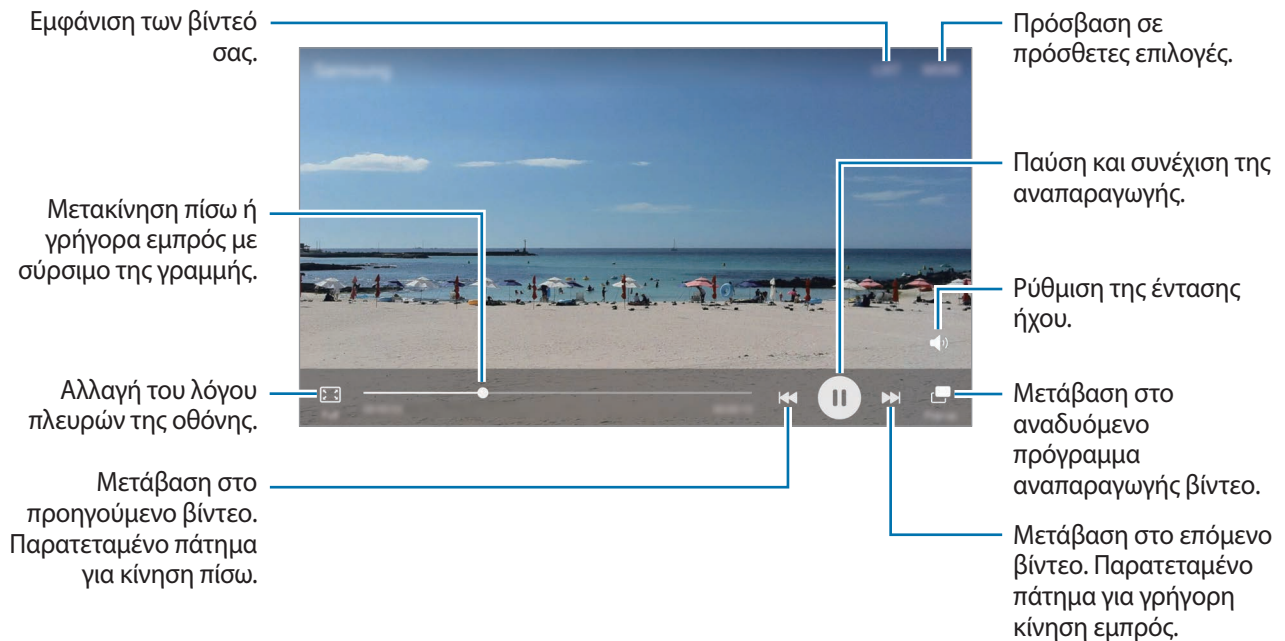 Εμφάνιση των βίντεό
σας.
Πρόσβαση σε
πρόσθετες επιλογές.
Παύση και συνέχιση της
αναπαραγωγής.
Μετακίνηση πίσω ή
γρήγορα εμπρός με
σύρσιμο της γραμμής.
Ρύθμιση της έντασης
ήχου.
Αλλαγή του λόγου
πλευρών της οθόνης.
Μετάβαση στο
αναδυόμενο
πρόγραμμα
αναπαραγωγής βίντεο.
Μετάβαση στο
προηγούμενο βίντεο.
Παρατεταμένο πάτημα
για κίνηση πίσω.
Μετάβαση στο επόμενο
βίντεο. Παρατεταμένο
πάτημα για γρήγορη
κίνηση εμπρός.